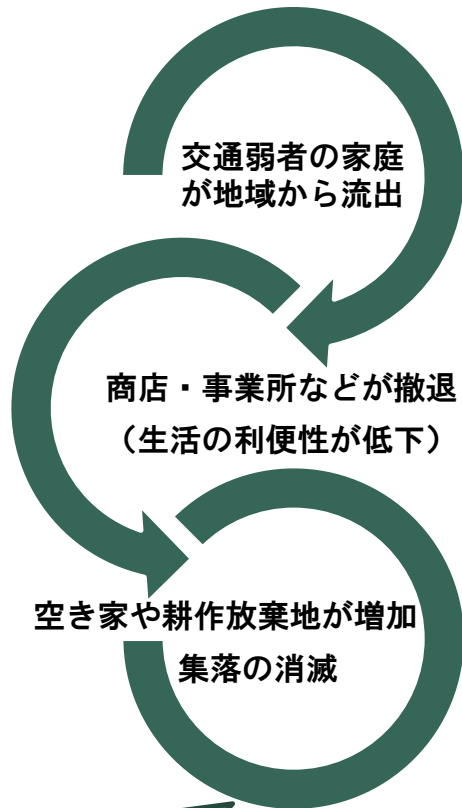 交通弱者の家庭
が地域から流出
商店・事業所などが撤退
（生活の利便性が低下）
空き家や耕作放棄地が増加
集落の消滅